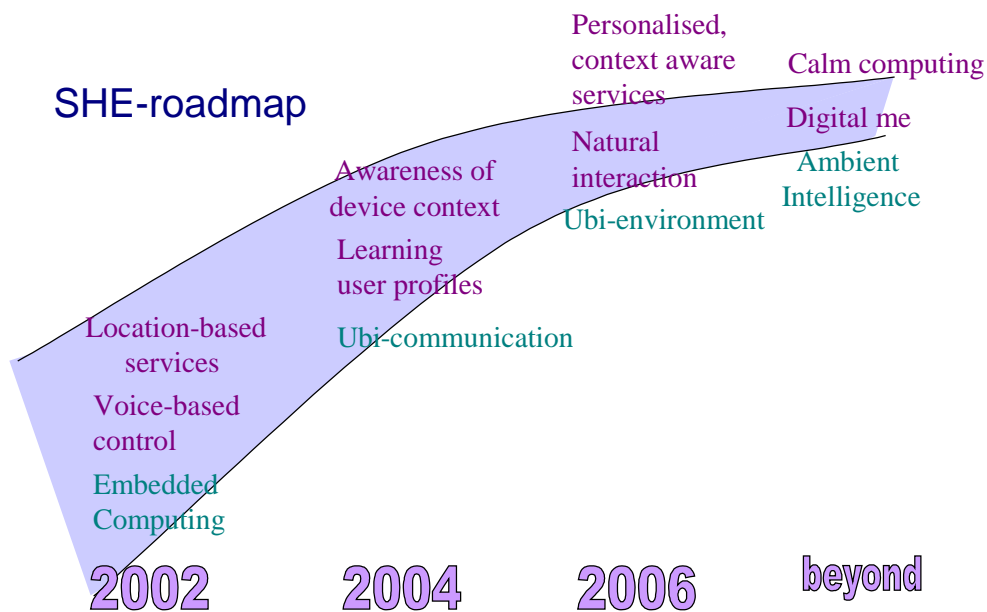 SHE-roadmap
Location-based
services
Voice-based
control
Embedded
Computing
2002
Awareness of
device context
Learning
user profiles
Ubi-communication
2004
Personalised,
context aware
services
Natural
interaction
Ubi-environment
2006
Calm computing
Digital me
Ambient
Intelligence
beyond